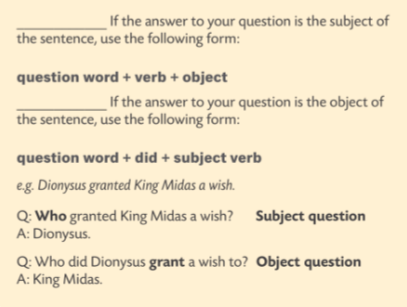 ____________ If the answer to your question is the subject of
the sentence, use the following form:
question word + verb + object
____________ If the answer to your question is the object of
the sentence, use the following form:
question word + did + subject verb
e.g. Dionysus granted King Midas a wish.
Q: Who granted King Midas a wish? Subject question
A: Dionysus.
Q: Who did Dionysus grant a wish to? Object question
A: King Midas.